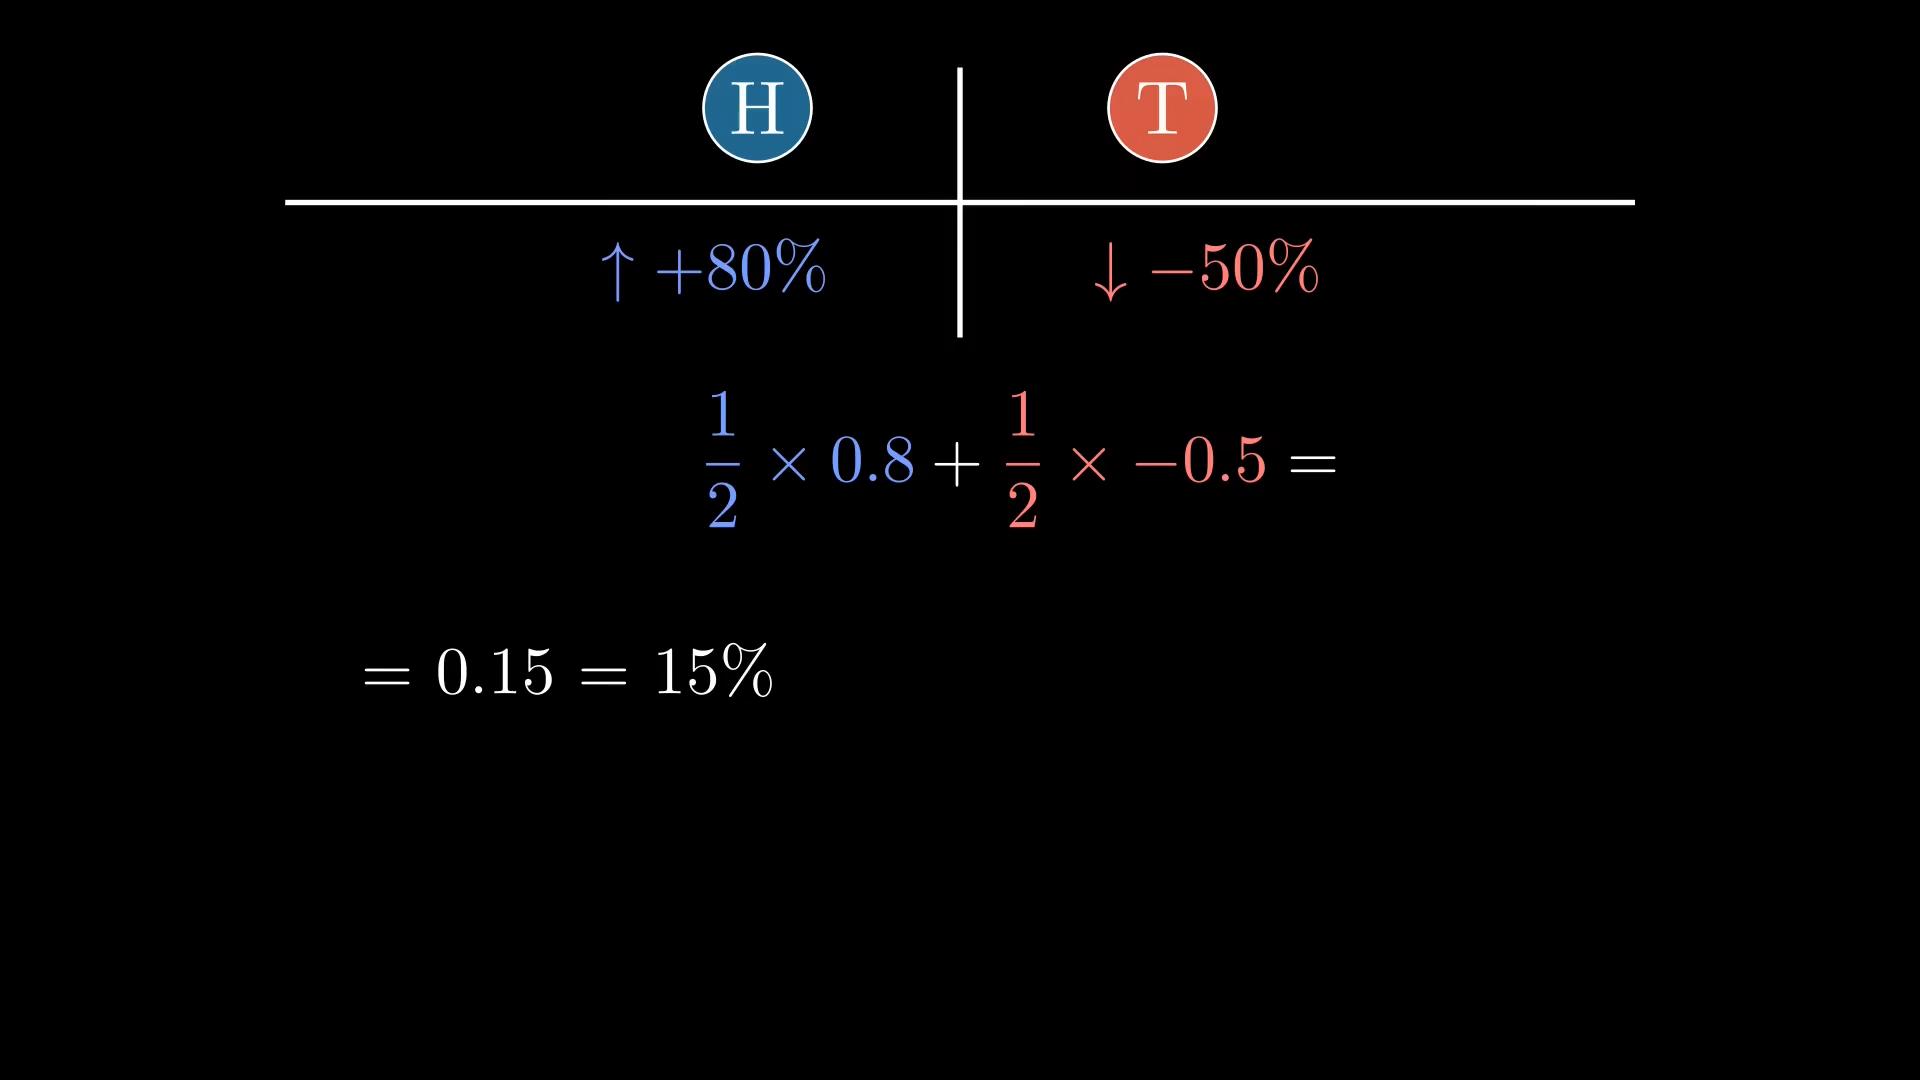 H T
↑ +80% ↓ −50%
1/2 × 0.8 + 1/2 × −0.5 =
= 0.15 = 15%